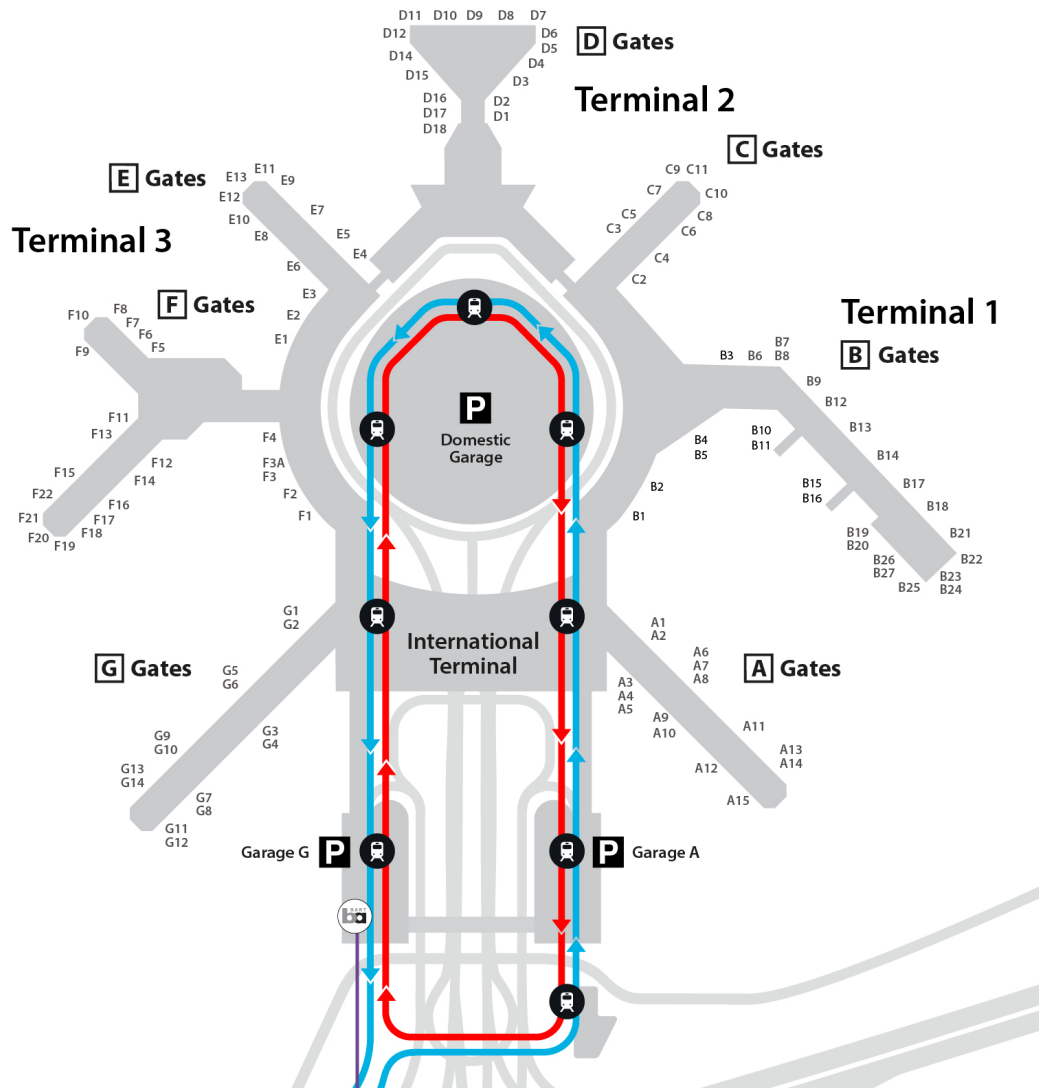 D11 D10 D9 D8 D7
D12
D6
D5
D14
D4
D15
D3
D16
D17
D18
D2
D1
D Gates
Terminal 2
C Gates
C9 C11
C7
C10
C5
C8
C3
C6
C4
C2
E Gates
E13
E11
E9
E12
E10
E7
E8
E5
E4
E6
E3
E2
E1
Terminal 3
F Gates
F10
F8
F7
F6
F5
F9
F11
F13
F4
F3A
F3
F12
F15
F14
F2
F22
F16
F21
F17
F1
F20
F18
F19
Terminal 1
B Gates
B3
B6
B7
B8
B9
B12
B10
B11
B13
B4
B5
B14
B2
B15
B16
B17
B1
B18
B19
B20
B21
B26
B27
B22
B25
B23
B24
P
Domestic
Garage
International
Terminal
G1
G2
G Gates
G5
G6
G3
G4
G9
G10
G13
G14
G7
G8
G11
G12
A1
A2
A Gates
A6
A7
A8
A3
A4
A5
A9
A10
A11
A13
A14
A12
A15
Garage G P
P Garage A
BART
ba